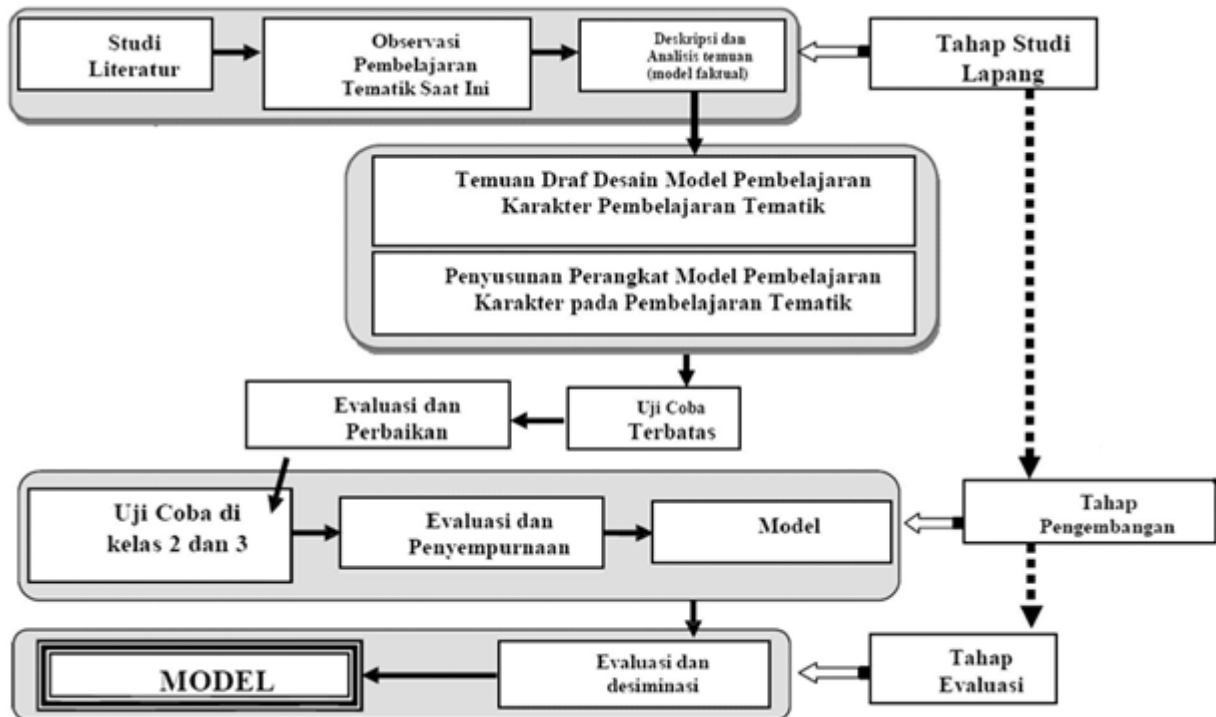 Studi
Literatur
Observasi
Pembelajaran
Tematik Saat Ini
Deskripsi dan
Analisis temuan
(model faktual)
Tahap Studi
Lapang
Temuan Draf Desain Model Pembelajaran
Karakter Pembelajaran Tematik
Penyusunan Perangkat Model Pembelajaran
Karakter pada Pembelajaran Tematik
Evaluasi dan
Perbaikan
Uji Coba
Terbatas
Uji Coba di
kelas 2 dan 3
Evaluasi dan
Penyempurnaan
Model
Tahap
Pengembangan
MODEL
Evaluasi dan
desiminasi
Tahap
Evaluasi